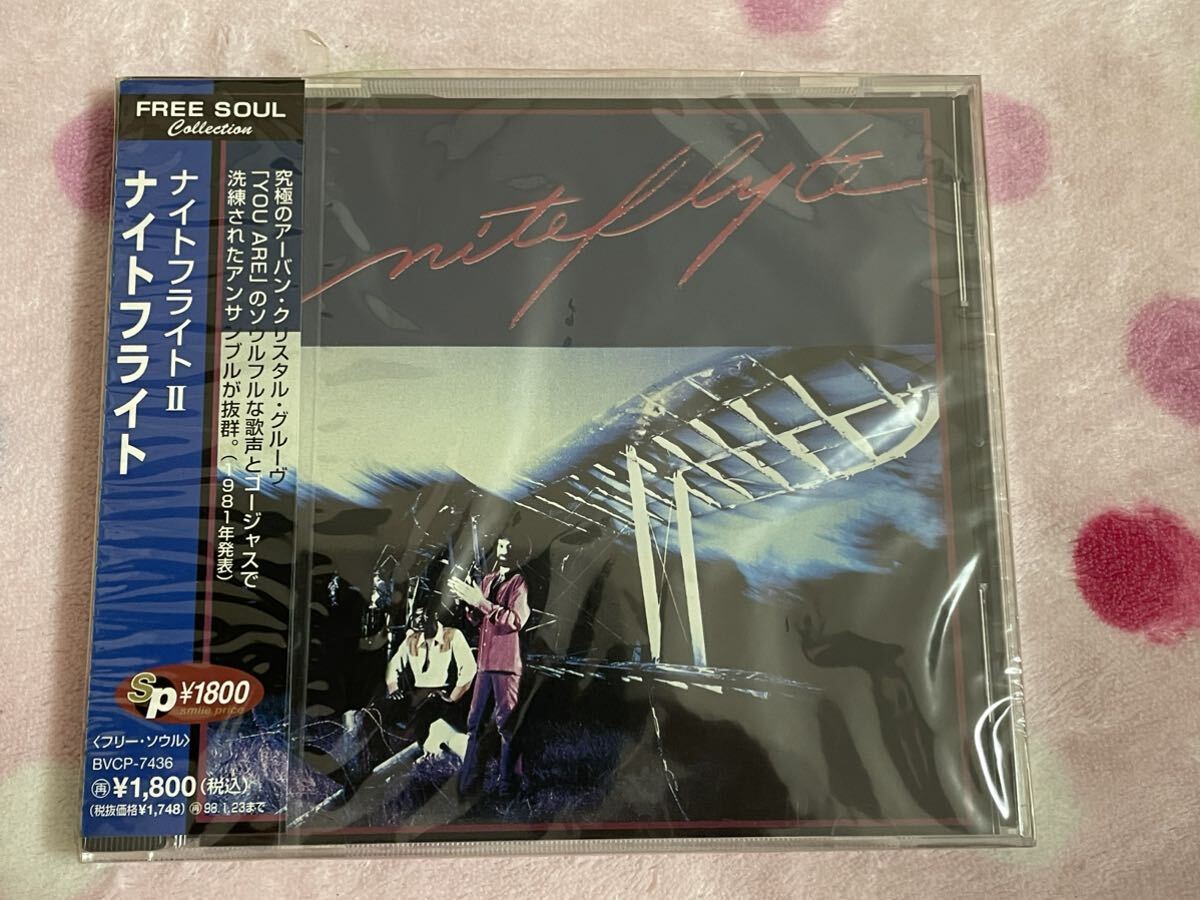 FREE SOUL
Collection
ナイトフライトⅡ
ナイトフライト
究極のアーバン・クリスタル・グルーヴ
「YOU ARE」のソウルフルな歌声とゴージャスで
洗練されたアンサンブルが抜群。(1981年発表)
Sp ¥1800
smile price
〈フリー・ソウル〉
BVCP-7436
再 ¥1,800(税込)
(税抜価格¥1,748) 再 98.1.23まで
niteflyte